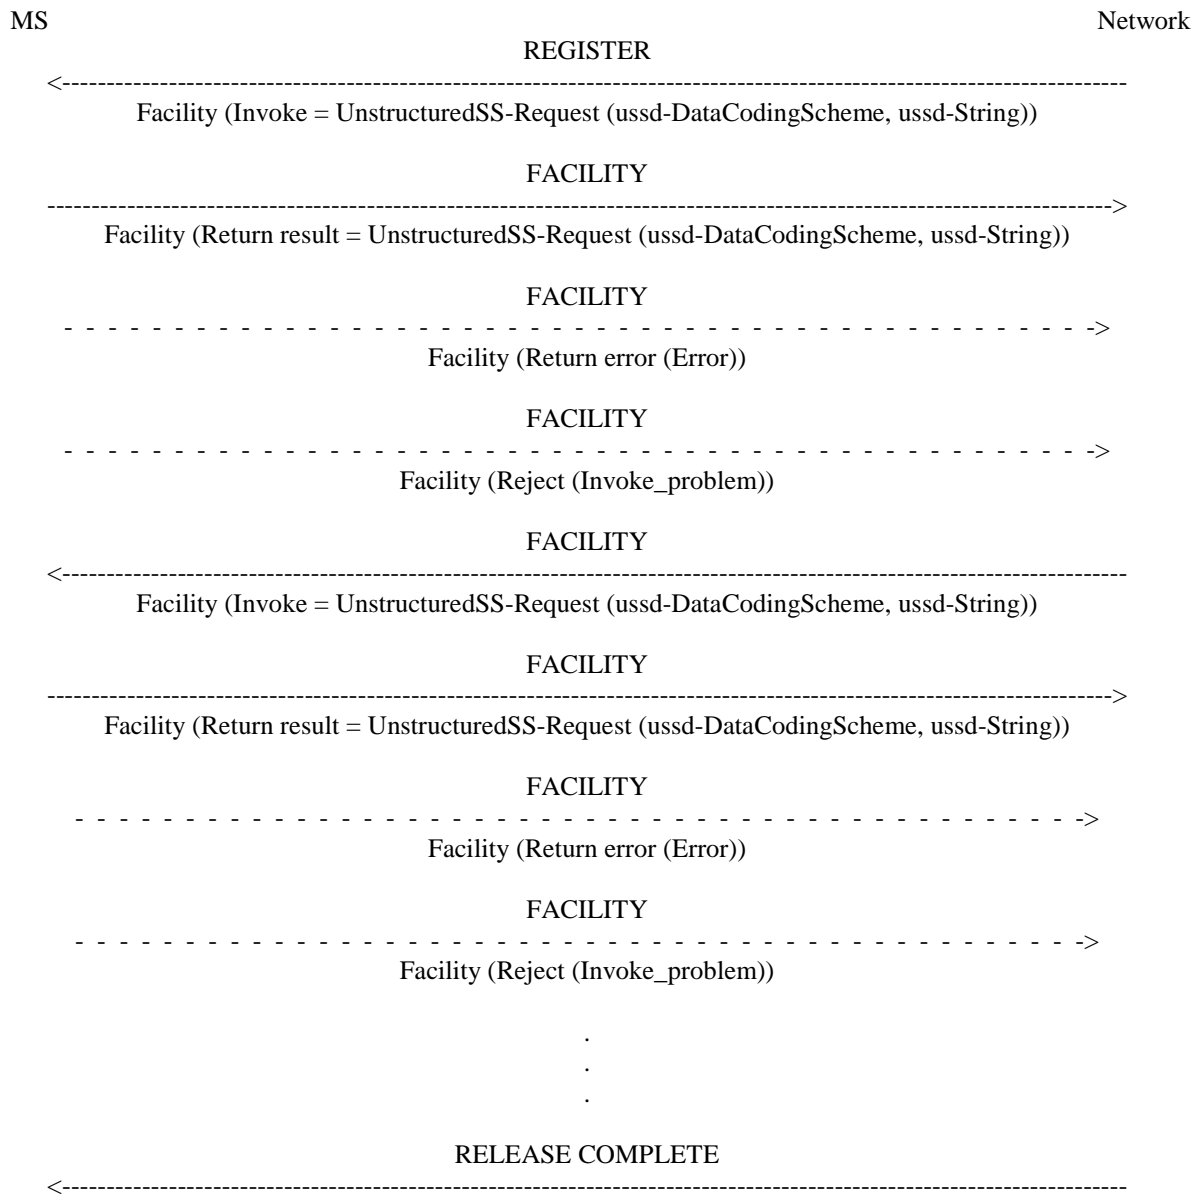 MS Network
REGISTER
<------------------------------------------------------------------------------------------------------------------------
Facility (Invoke = UnstructuredSS-Request (ussd-DataCodingScheme, ussd-String))
FACILITY
------------------------------------------------------------------------------------------------------------------------>
Facility (Return result = UnstructuredSS-Request (ussd-DataCodingScheme, ussd-String))
FACILITY
- - - - - - - - - - - - - - - - - - - - - - - - - - - - - - - - - - - - - - - - - - - - - - - ->
Facility (Return error (Error))
FACILITY
- - - - - - - - - - - - - - - - - - - - - - - - - - - - - - - - - - - - - - - - - - - - - - - ->
Facility (Reject (Invoke_problem))
FACILITY
<------------------------------------------------------------------------------------------------------------------------
Facility (Invoke = UnstructuredSS-Request (ussd-DataCodingScheme, ussd-String))
FACILITY
------------------------------------------------------------------------------------------------------------------------>
Facility (Return result = UnstructuredSS-Request (ussd-DataCodingScheme, ussd-String))
FACILITY
- - - - - - - - - - - - - - - - - - - - - - - - - - - - - - - - - - - - - - - - - - - - - - ->
Facility (Return error (Error))
FACILITY
- - - - - - - - - - - - - - - - - - - - - - - - - - - - - - - - - - - - - - - - - - - - - - ->
Facility (Reject (Invoke_problem))
.
.
.
RELEASE COMPLETE
<------------------------------------------------------------------------------------------------------------------------